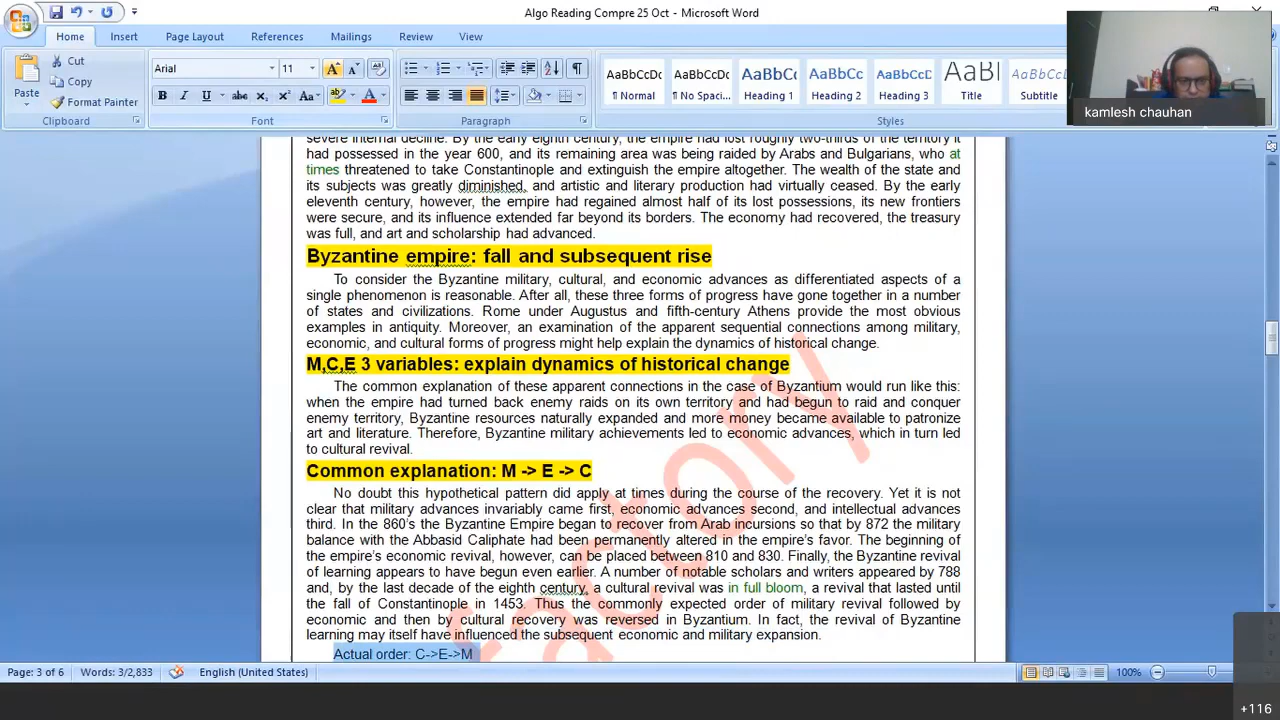 Algo Reading Compre 25 Oct - Microsoft Word
Home Insert Page Layout References Mailings Review View
Paste
Cut
Copy
Format Painter
Clipboard
Arial 11
Font
Paragraph
AaBbCcDc AaBbCcDc AaBbCc AaBbCc AaBbCc AaBl AaBbCc
¶ Normal ¶ No Spaci... Heading 1 Heading 2 Heading 3 Title Subtitle
Styles
kamlesh chauhan
severe internal decline. By the early eighth century, the empire had lost roughly two-thirds of the territory it
had possessed in the year 600, and its remaining area was being raided by Arabs and Bulgarians, who at
times threatened to take Constantinople and extinguish the empire altogether. The wealth of the state and
its subjects was greatly diminished, and artistic and literary production had virtually ceased. By the early
eleventh century, however, the empire had regained almost half of its lost possessions, its new frontiers
were secure, and its influence extended far beyond its borders. The economy had recovered, the treasury
was full, and art and scholarship had advanced.
Byzantine empire: fall and subsequent rise
To consider the Byzantine military, cultural, and economic advances as differentiated aspects of a
single phenomenon is reasonable. After all, these three forms of progress have gone together in a number
of states and civilizations. Rome under Augustus and fifth-century Athens provide the most obvious
examples in antiquity. Moreover, an examination of the apparent sequential connections among military,
economic, and cultural forms of progress might help explain the dynamics of historical change.
M,C,E 3 variables: explain dynamics of historical change
The common explanation of these apparent connections in the case of Byzantium would run like this:
when the empire had turned back enemy raids on its own territory and had begun to raid and conquer
enemy territory, Byzantine resources naturally expanded and more money became available to patronize
art and literature. Therefore, Byzantine military achievements led to economic advances, which in turn led
to cultural revival.
Common explanation: M -> E -> C
No doubt this hypothetical pattern did apply at times during the course of the recovery. Yet it is not
clear that military advances invariably came first, economic advances second, and intellectual advances
third. In the 860's the Byzantine Empire began to recover from Arab incursions so that by 872 the military
balance with the Abbasid Caliphate had been permanently altered in the empire's favor. The beginning of
the empire's economic revival, however, can be placed between 810 and 830. Finally, the Byzantine revival
of learning appears to have begun even earlier. A number of notable scholars and writers appeared by 788
and, by the last decade of the eighth century, a cultural revival was in full bloom, a revival that lasted until
the fall of Constantinople in 1453. Thus the commonly expected order of military revival followed by
economic and then by cultural recovery was reversed in Byzantium. In fact, the revival of Byzantine
learning may itself have influenced the subsequent economic and military expansion.
Actual order: C->E->M
factory
Page: 3 of 6 Words: 3/2,833 English (United States) 100%
+116